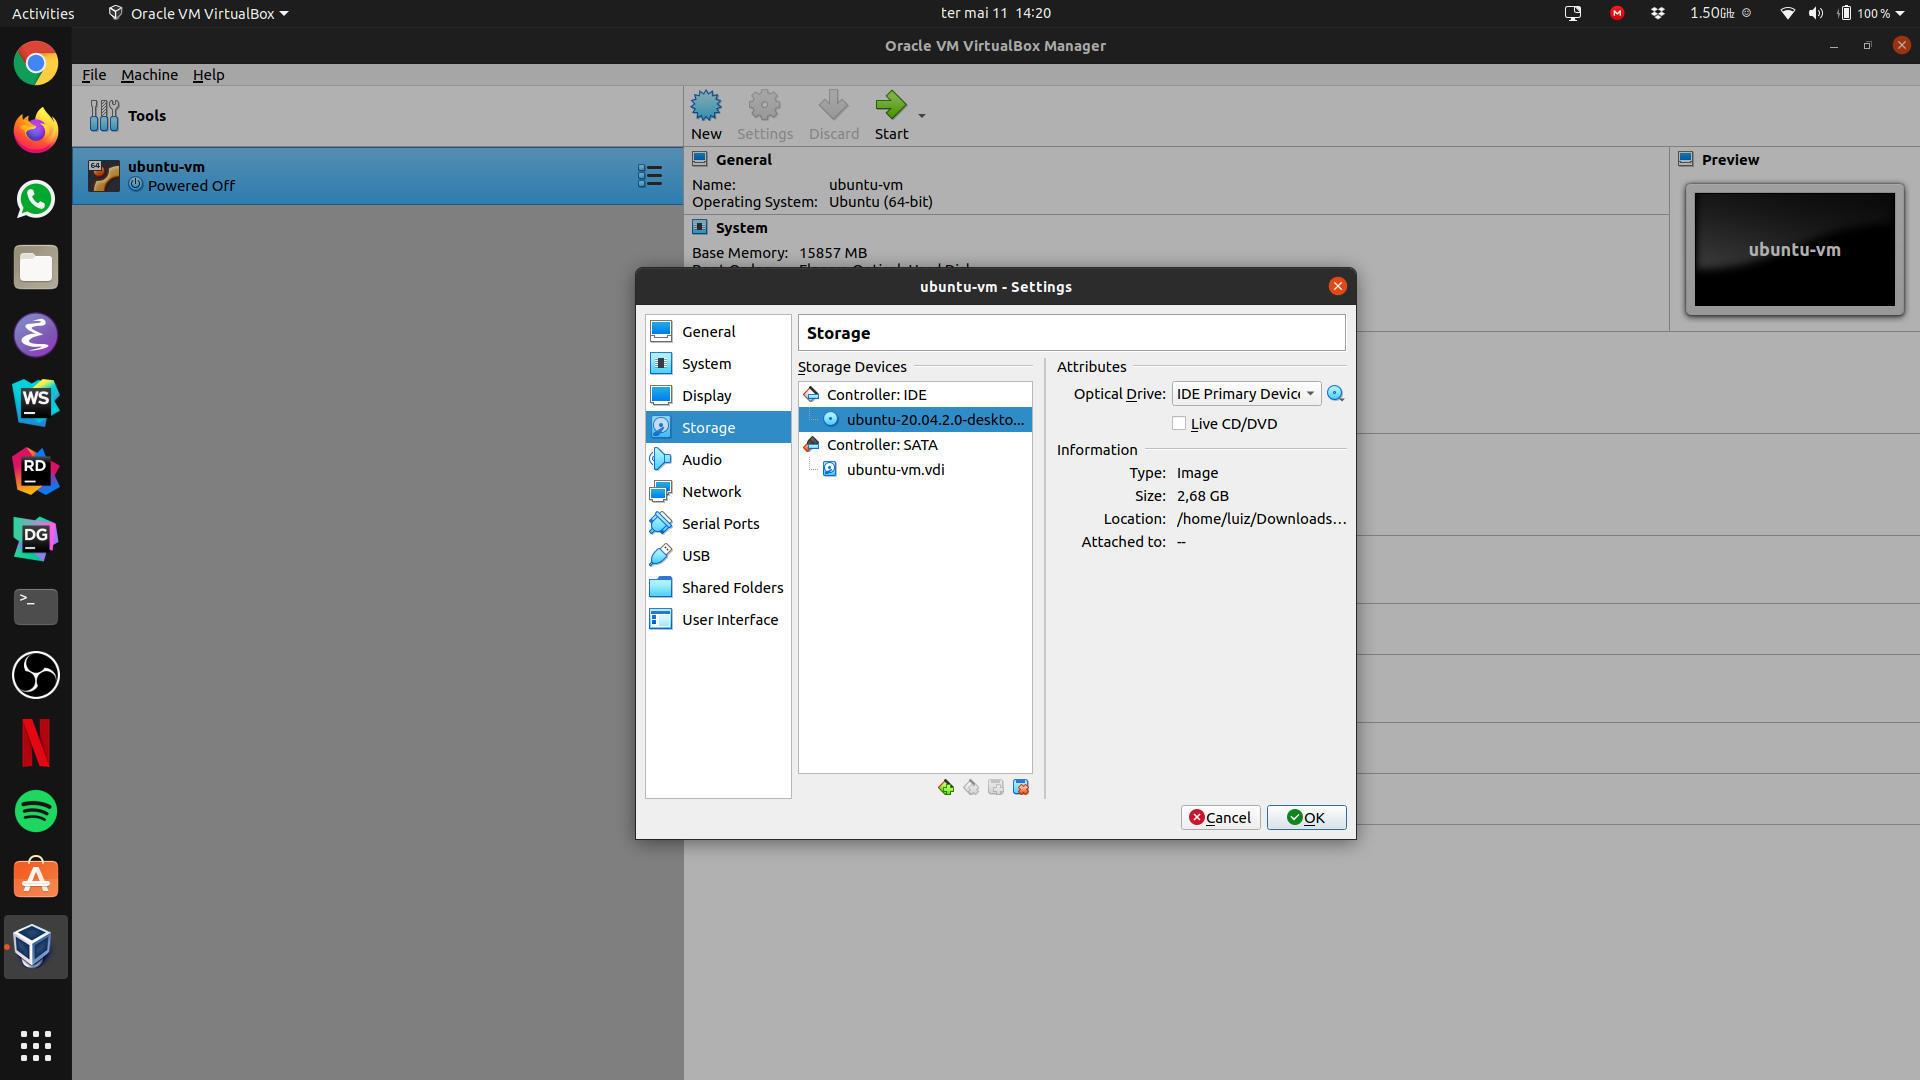 Activities
Oracle VM VirtualBox
ter mai 11 14:20
M
1.50GHz
100 %
Oracle VM VirtualBox Manager
File Machine Help
Tools
New
Settings
Discard
Start
64
ubuntu-vm
Powered Off
General
Name: ubuntu-vm
Operating System: Ubuntu (64-bit)
System
Base Memory: 15857 MB
Preview
ubuntu-vm
ubuntu-vm - Settings
General
System
Display
Storage
Audio
Network
Serial Ports
USB
Shared Folders
User Interface
Storage
Storage Devices
Controller: IDE
ubuntu-20.04.2.0-deskto...
Controller: SATA
ubuntu-vm.vdi
Attributes
Optical Drive: IDE Primary Device
Live CD/DVD
Information
Type: Image
Size: 2,68 GB
Location: /home/luiz/Downloads...
Attached to: --
Cancel
OK
WS
RD
DG
>_